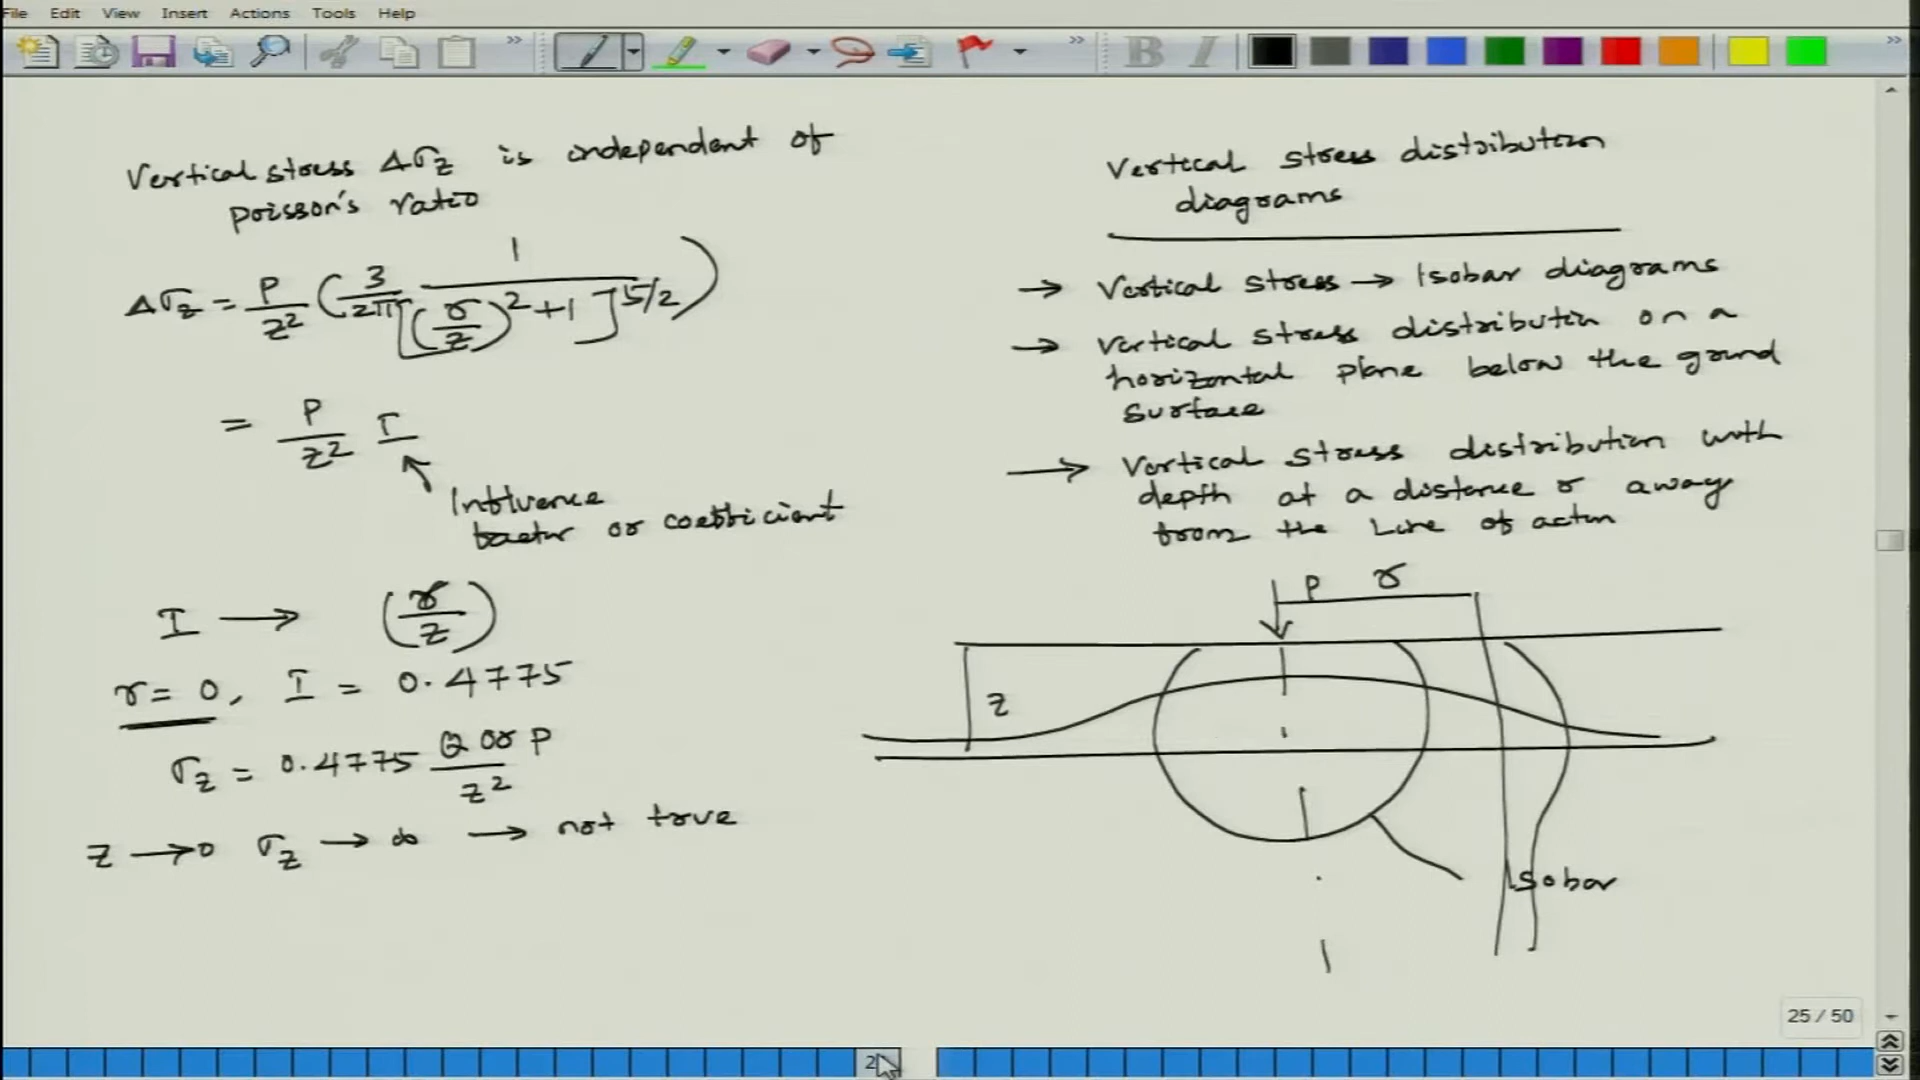 File Edit View Insert Actions Tools Help
B I
Vertical stress Δσz is independent of
poisson's ratio
Δσz = P/z² (3/2π 1/[(r/z)² + 1]^5/2)
= P/z² I
Influence
factor or coefficient
I → (r/z)
r = 0, I = 0.4775
σz = 0.4775 Q or P/z²
z → 0 σz → ∞ → not true
Vertical stress distribution
diagrams
→ Vertical stress → Isobar diagrams
→ Vertical stress distribution on a
horizontal plane below the ground
surface
→ Vertical stress distribution with
depth at a distance r away
from the Line of action
P r
z
Isobar
25 / 50
2